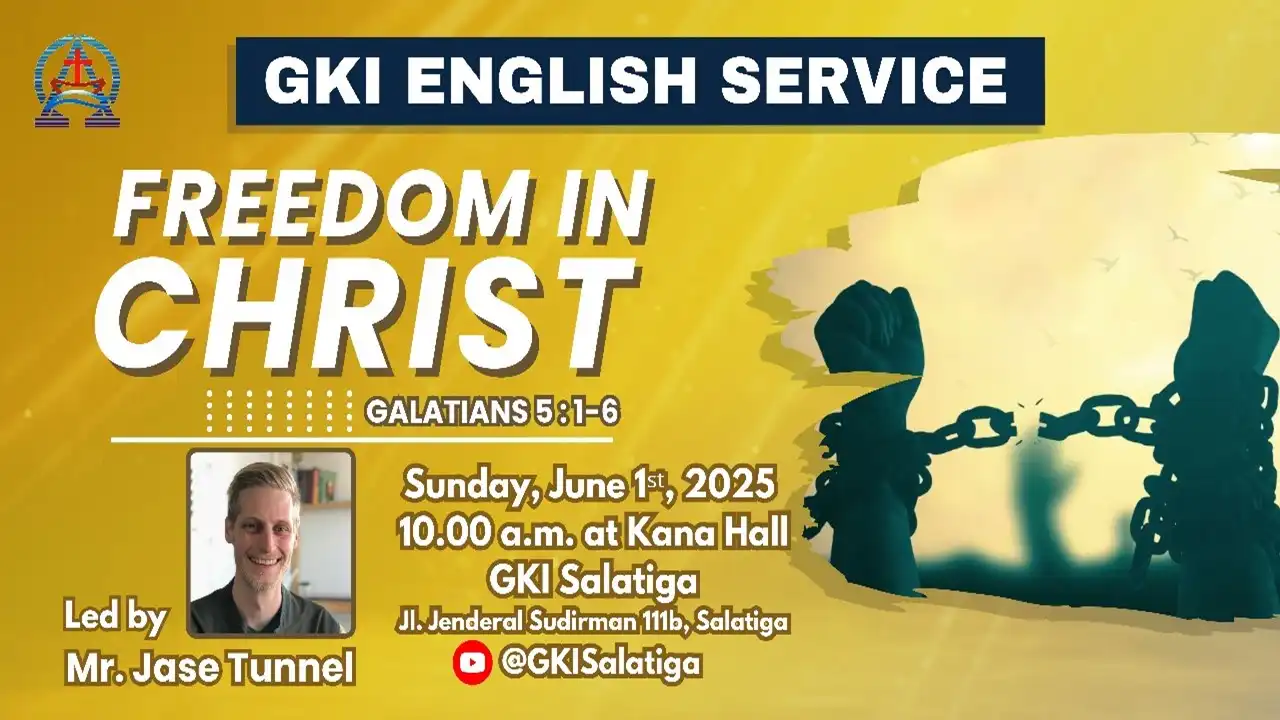 GKI ENGLISH SERVICE
FREEDOM IN
CHRIST
GALATIANS 5 : 1-6
Sunday, June 1st, 2025
10.00 a.m. at Kana Hall
GKI Salatiga
Jl. Jenderal Sudirman 111b, Salatiga
@GKISalatiga
Led by
Mr. Jase Tunnel